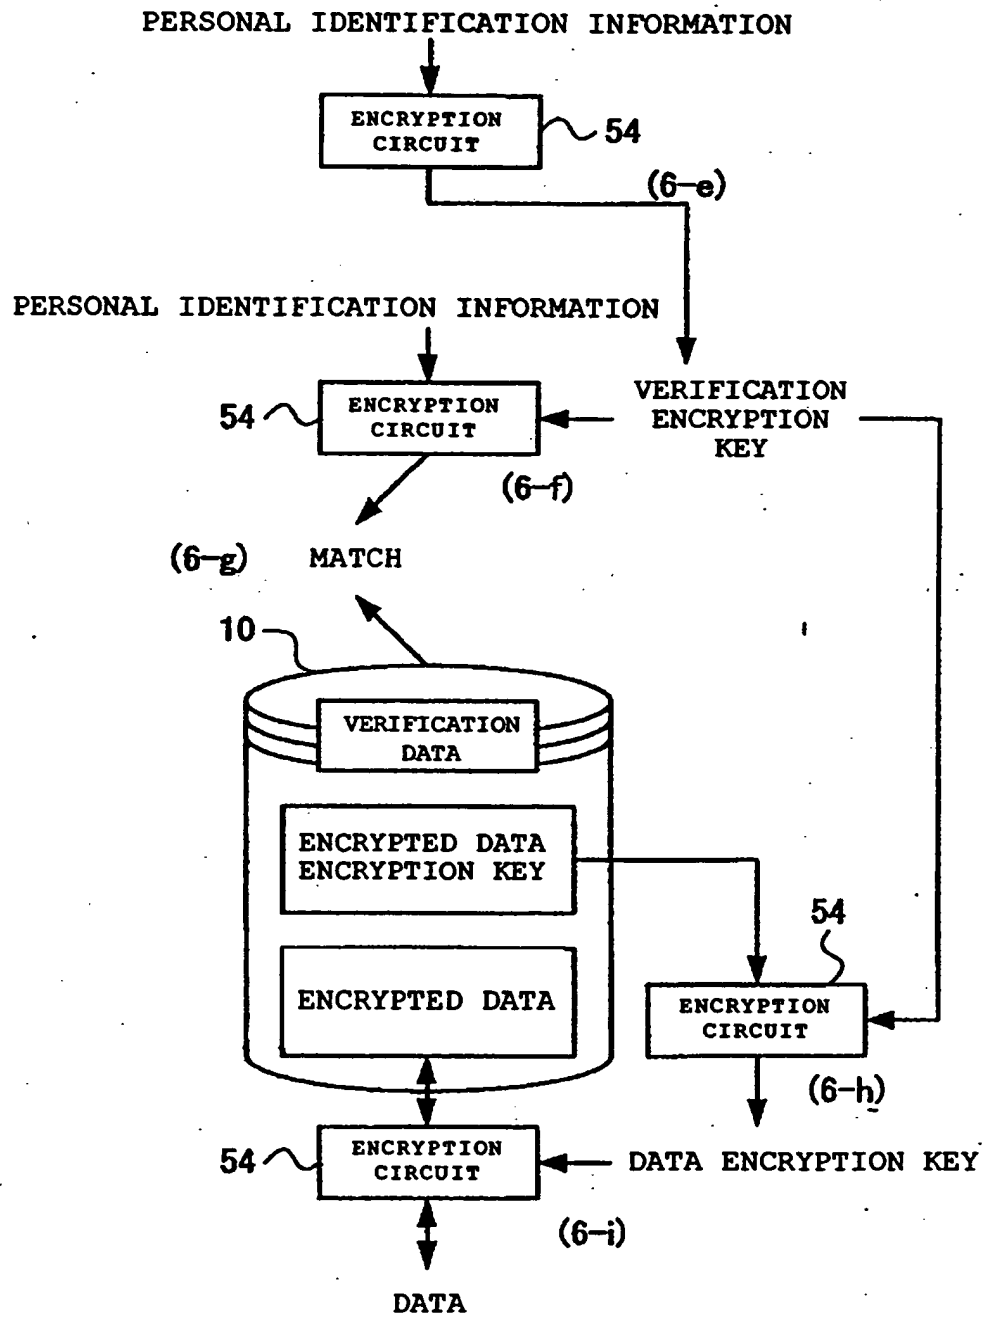 PERSONAL IDENTIFICATION INFORMATION
ENCRYPTION
CIRCUIT
54
(6-e)
PERSONAL IDENTIFICATION INFORMATION
54
ENCRYPTION
CIRCUIT
VERIFICATION
ENCRYPTION
KEY
(6-f)
(6-g)
MATCH
10
VERIFICATION
DATA
ENCRYPTED DATA
ENCRYPTION KEY
54
ENCRYPTED DATA
ENCRYPTION
CIRCUIT
(6-h)
54
ENCRYPTION
CIRCUIT
DATA ENCRYPTION KEY
(6-i)
DATA